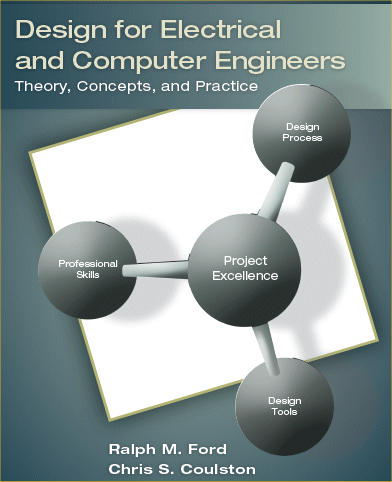 Design for Electrical
and Computer Engineers
Theory, Concepts, and Practice
Design
Process
Professional
Skills
Project
Excellence
Design
Tools
Ralph M. Ford
Chris S. Coulston